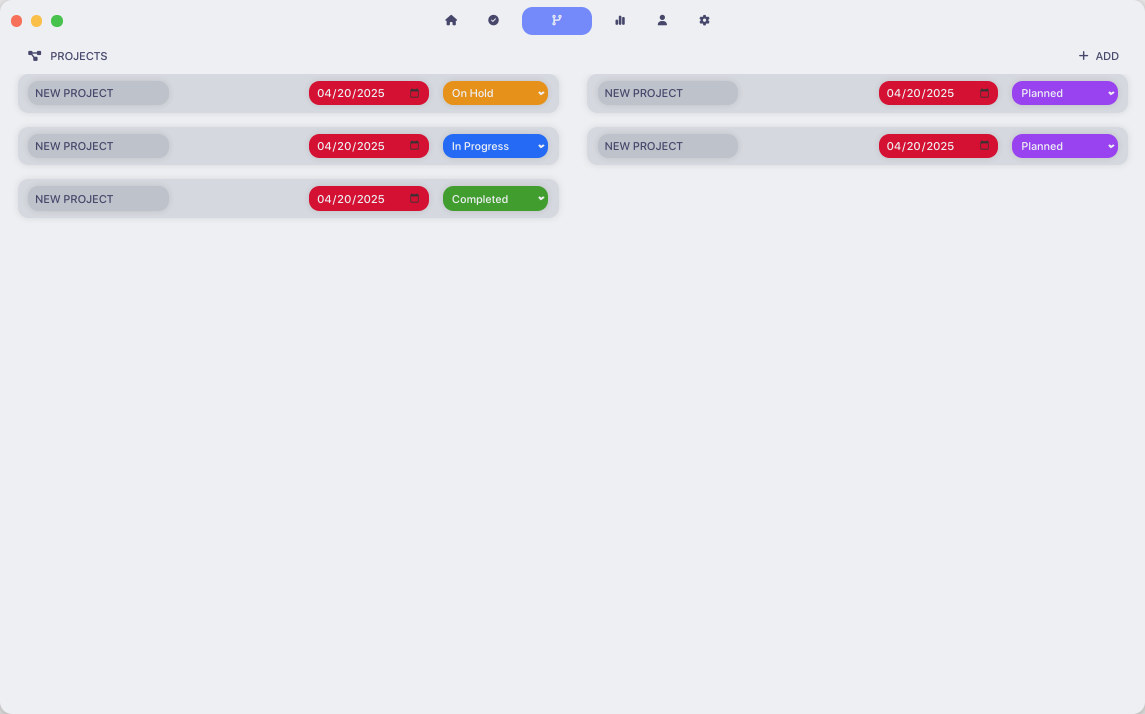 PROJECTS
ADD
NEW PROJECT 04/20/2025 On Hold
NEW PROJECT 04/20/2025 Planned
NEW PROJECT 04/20/2025 In Progress
NEW PROJECT 04/20/2025 Planned
NEW PROJECT 04/20/2025 Completed